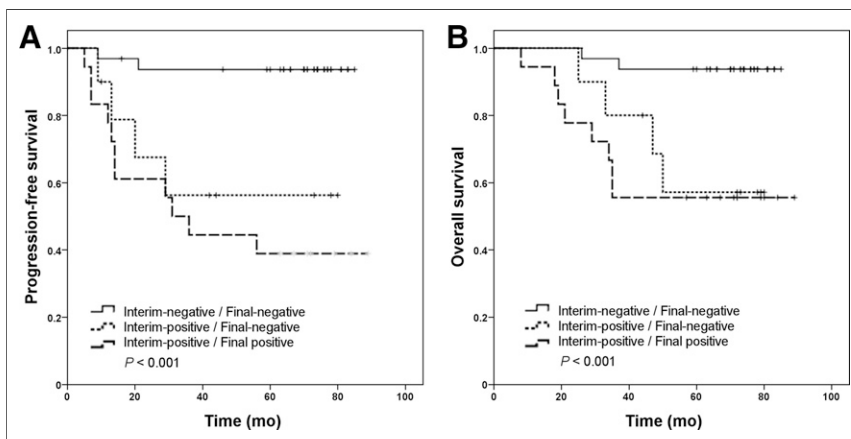 A
Progression-free survival
1.0
0.8
0.6
0.4
0.2
0
Interim-negative / Final-negative
Interim-positive / Final-negative
Interim-positive / Final positive
P < 0.001
0 20 40 60 80 100
Time (mo)
B
Overall survival
1.0
0.8
0.6
0.4
0.2
0
Interim-negative / Final-negative
Interim-positive / Final-negative
Interim-positive / Final positive
P < 0.001
0 20 40 60 80 100
Time (mo)